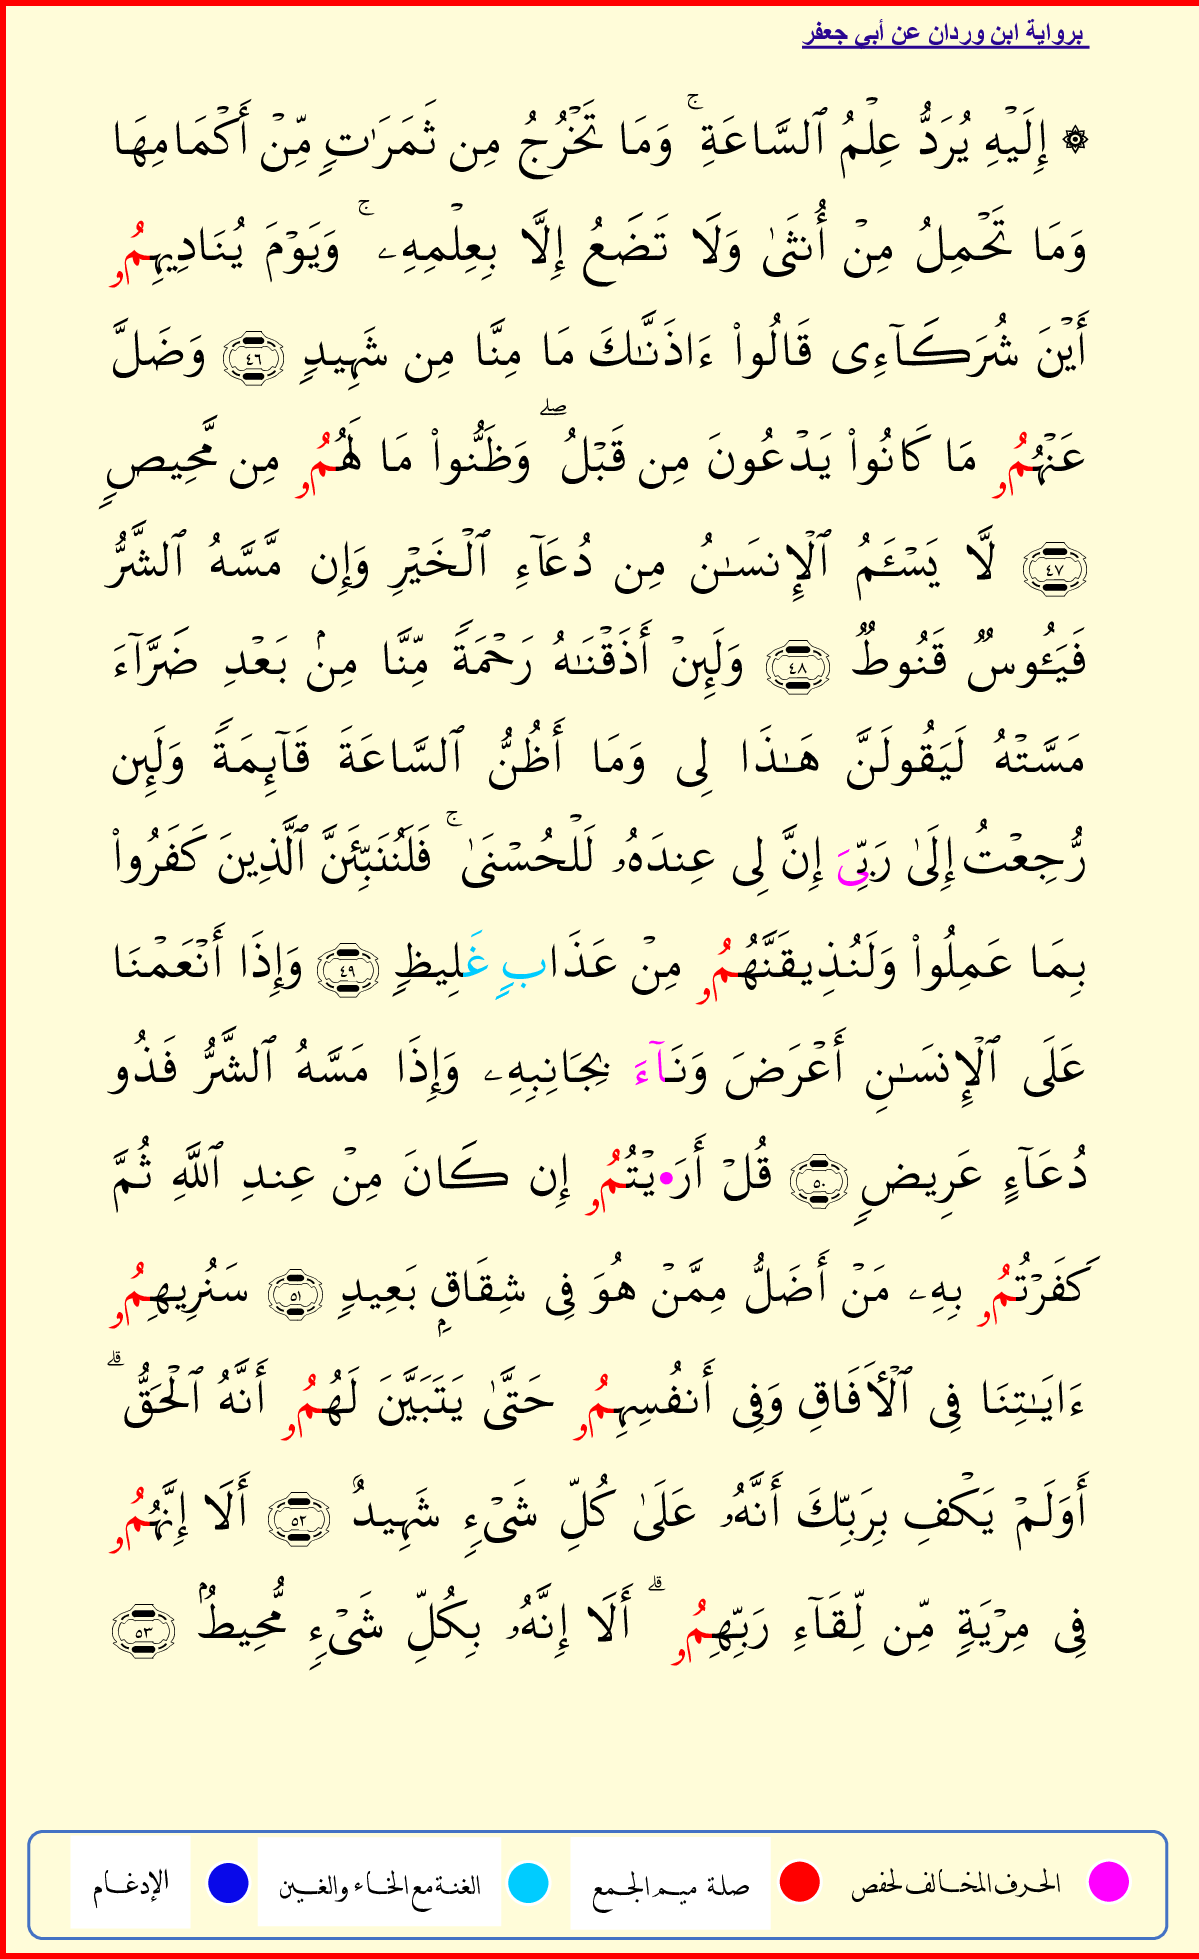 برواية ابن وردان عن أبي جعفر
۞ إِلَيْهِ يُرَدُّ عِلْمُ ٱلسَّاعَةِ ۚ وَمَا تَخْرُجُ مِن ثَمَرَٰتٍ مِّنْ أَكْمَامِهَا
وَمَا تَحْمِلُ مِنْ أُنثَىٰ وَلَا تَضَعُ إِلَّا بِعِلْمِهِۦ ۚ وَيَوْمَ يُنَادِيهِمُۥ
أَيْنَ شُرَكَآءِى قَالُوا۟ ءَاذَنَّـٰكَ مَا مِنَّا مِن شَهِيدٍ ٤٦ وَضَلَّ
عَنْهُمُۥ مَا كَانُوا۟ يَدْعُونَ مِن قَبْلُ ۖ وَظَنُّوا۟ مَا لَهُمُۥ مِن مَّحِيصٍ
٤٧ لَّا يَسْـَٔمُ ٱلْإِنسَـٰنُ مِن دُعَآءِ ٱلْخَيْرِ وَإِن مَّسَّهُ ٱلشَّرُّ
فَيَـُٔوسٌ قَنُوطٌ ٤٨ وَلَئِنْ أَذَقْنَـٰهُ رَحْمَةً مِّنَّا مِنۢ بَعْدِ ضَرَّآءَ
مَسَّتْهُ لَيَقُولَنَّ هَـٰذَا لِى وَمَا أَظُنُّ ٱلسَّاعَةَ قَآئِمَةً وَلَئِن
رُّجِعْتُ إِلَىٰ رَبِّىَ إِنَّ لِى عِندَهُۥ لَلْحُسْنَىٰ ۚ فَلَنُنَبِّئَنَّ ٱلَّذِينَ كَفَرُوا۟
بِمَا عَمِلُوا۟ وَلَنُذِيقَنَّهُمُۥ مِنْ عَذَابٍ غَلِيظٍ ٤٩ وَإِذَا أَنْعَمْنَا
عَلَى ٱلْإِنسَـٰنِ أَعْرَضَ وَنَآءَ بِجَانِبِهِۦ وَإِذَا مَسَّهُ ٱلشَّرُّ فَذُو
دُعَآءٍ عَرِيضٍ ٥٠ قُلْ أَرَ•يْتُمُۥ إِن كَانَ مِنْ عِندِ ٱللَّهِ ثُمَّ
كَفَرْتُمُۥ بِهِۦ مَنْ أَضَلُّ مِمَّنْ هُوَ فِى شِقَاقٍۭ بَعِيدٍ ٥١ سَنُرِيهِمُۥ
ءَايَـٰتِنَا فِى ٱلْـَٔافَاقِ وَفِى أَنفُسِهِمُۥ حَتَّىٰ يَتَبَيَّنَ لَهُمُۥ أَنَّهُ ٱلْحَقُّ ۗ
أَوَلَمْ يَكْفِ بِرَبِّكَ أَنَّهُۥ عَلَىٰ كُلِّ شَىْءٍ شَهِيدٌ ٥٢ أَلَا إِنَّهُمُۥ
فِى مِرْيَةٍ مِّن لِّقَآءِ رَبِّهِمُۥ ۗ أَلَا إِنَّهُۥ بِكُلِّ شَىْءٍ مُّحِيطٌۢ ٥٣
الحرف المخالف لحفص صلة ميم الجمع الغنة مع الخاء والغين الإدغام